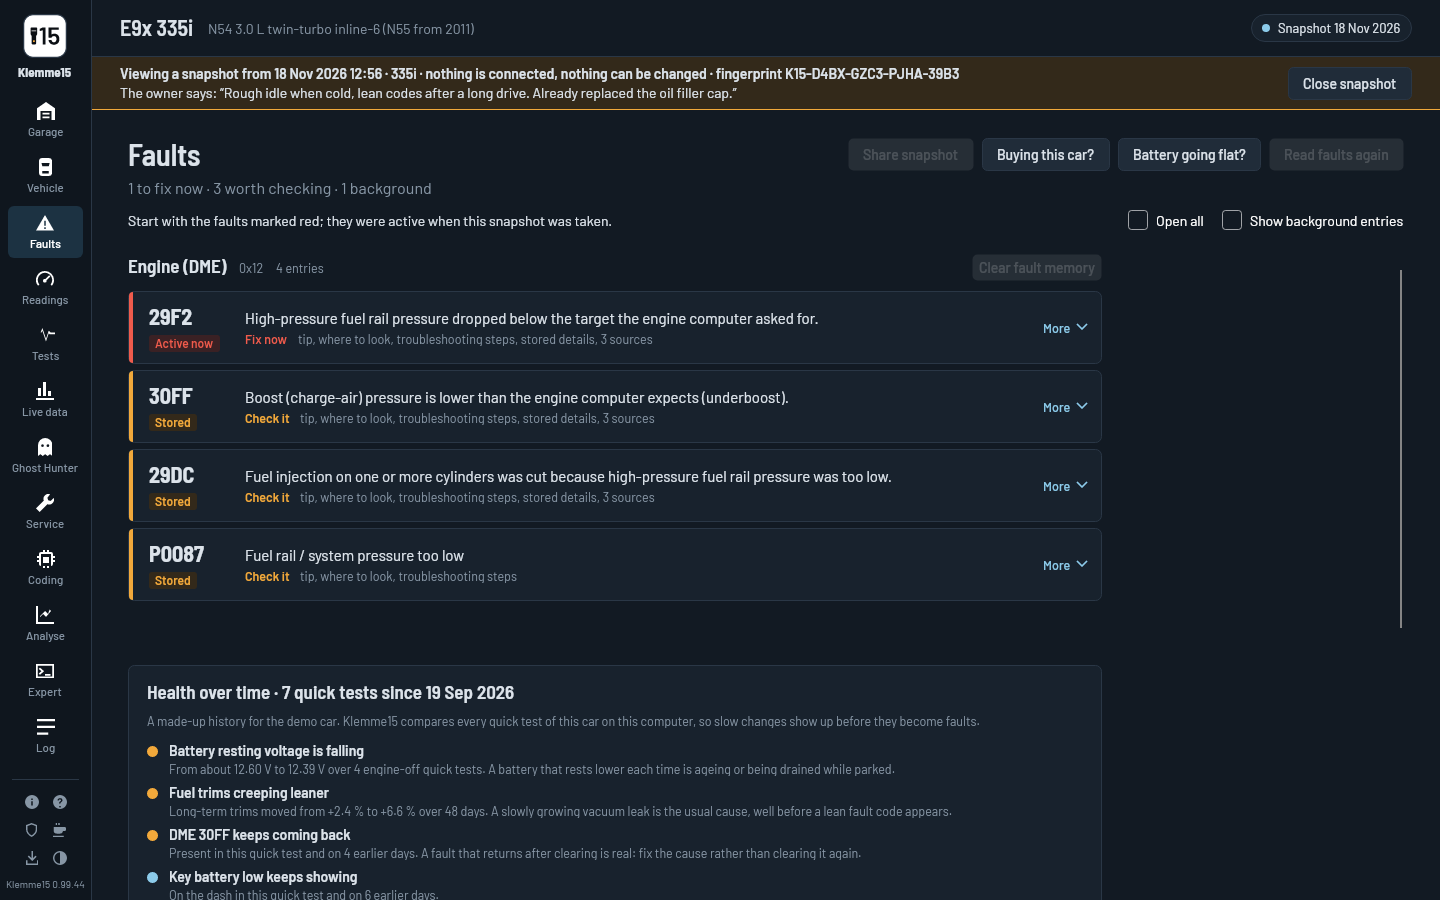 E9x 335i
N54 3.0 L twin-turbo inline-6 (N55 from 2011)
Snapshot 18 Nov 2026
15
Klemme15
Garage
Vehicle
Faults
Readings
Tests
Live data
Ghost Hunter
Service
Coding
Analyse
Expert
Log
Klemme15 0.99.44
Viewing a snapshot from 18 Nov 2026 12:56 · 335i · nothing is connected, nothing can be changed · fingerprint K15-D4BX-GZC3-PJHA-39B3
The owner says: “Rough idle when cold, lean codes after a long drive. Already replaced the oil filler cap.”
Close snapshot
Faults
Share snapshot
Buying this car?
Battery going flat?
Read faults again
1 to fix now · 3 worth checking · 1 background
Start with the faults marked red; they were active when this snapshot was taken.
Open all
Show background entries
Engine (DME) 0x12 4 entries
Clear fault memory
29F2
Active now
High-pressure fuel rail pressure dropped below the target the engine computer asked for.
Fix now tip, where to look, troubleshooting steps, stored details, 3 sources
More
30FF
Stored
Boost (charge-air) pressure is lower than the engine computer expects (underboost).
Check it tip, where to look, troubleshooting steps, stored details, 3 sources
More
29DC
Stored
Fuel injection on one or more cylinders was cut because high-pressure fuel rail pressure was too low.
Check it tip, where to look, troubleshooting steps, stored details, 3 sources
More
P0087
Stored
Fuel rail / system pressure too low
Check it tip, where to look, troubleshooting steps
More
Health over time · 7 quick tests since 19 Sep 2026
A made-up history for the demo car. Klemme15 compares every quick test of this car on this computer, so slow changes show up before they become faults.
Battery resting voltage is falling
From about 12.60 V to 12.39 V over 4 engine-off quick tests. A battery that rests lower each time is ageing or being drained while parked.
Fuel trims creeping leaner
Long-term trims moved from +2.4 % to +6.6 % over 48 days. A slowly growing vacuum leak is the usual cause, well before a lean fault code appears.
DME 30FF keeps coming back
Present in this quick test and on 4 earlier days. A fault that returns after clearing is real: fix the cause rather than clearing it again.
Key battery low keeps showing
On the dash in this quick test and on 6 earlier days.